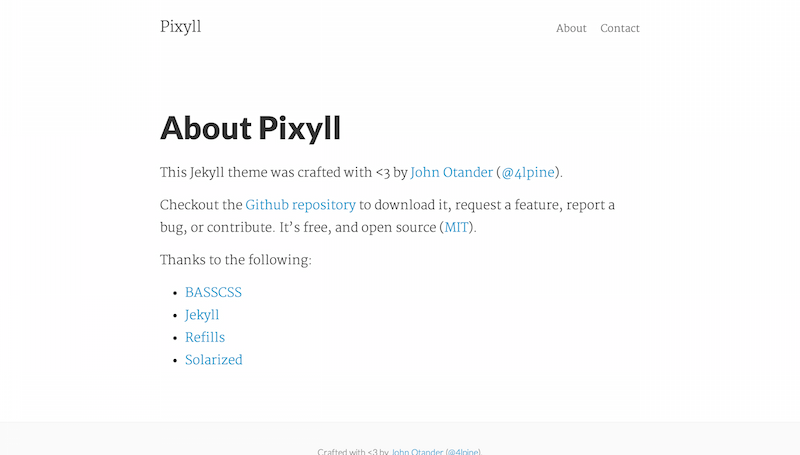 Pixyll
About Contact
About Pixyll
This Jekyll theme was crafted with <3 by John Otander (@4lpine).
Checkout the Github repository to download it, request a feature, report a
bug, or contribute. It’s free, and open source (MIT).
Thanks to the following:
• BASSCSS
• Jekyll
• Refills
• Solarized
Crafted with <3 by John Otander (@4lpine).